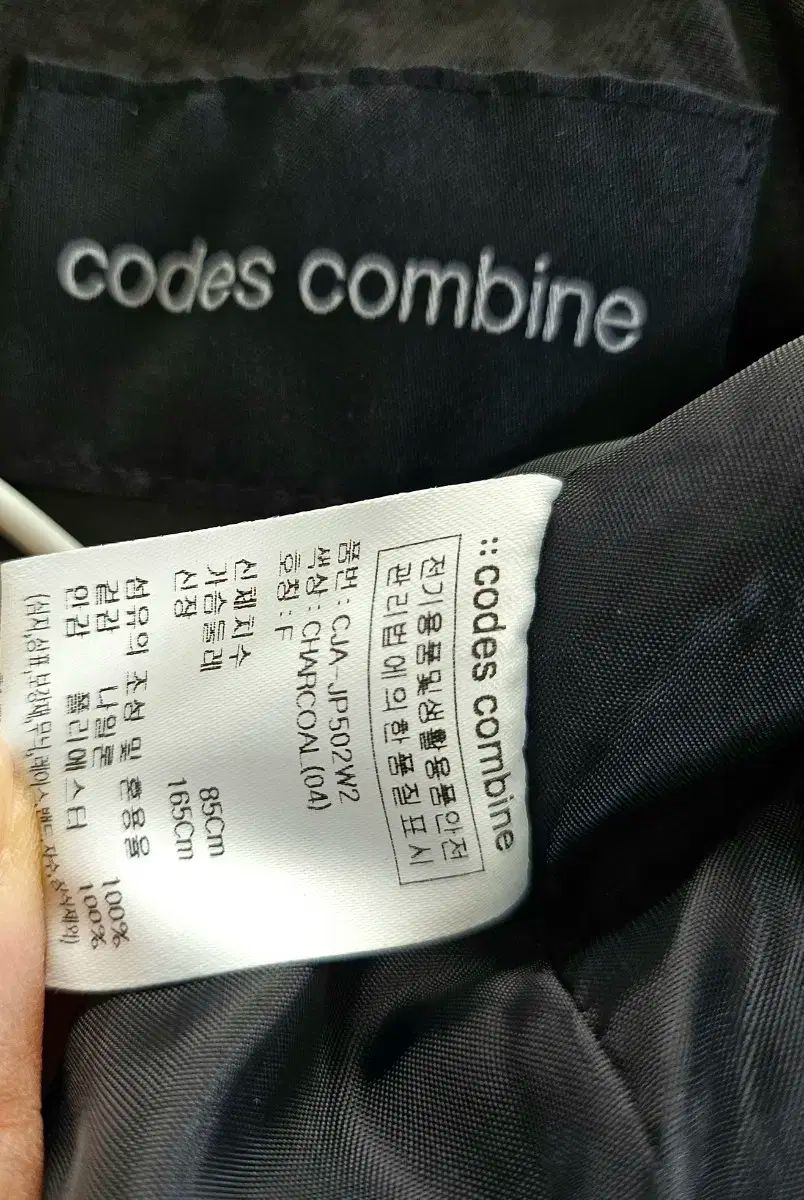 codes combine
::codes combine
전기용품및생활용품안전
관리법에의한품질표시
품번 : CJA-JP502W2
색상 : CHARCOAL(04)
호칭 : F
신체치수
가슴둘레 85Cm
신장 165Cm
섬유의 조성 및 혼용율
겉감 나일론 100%
안감 폴리에스터 100%